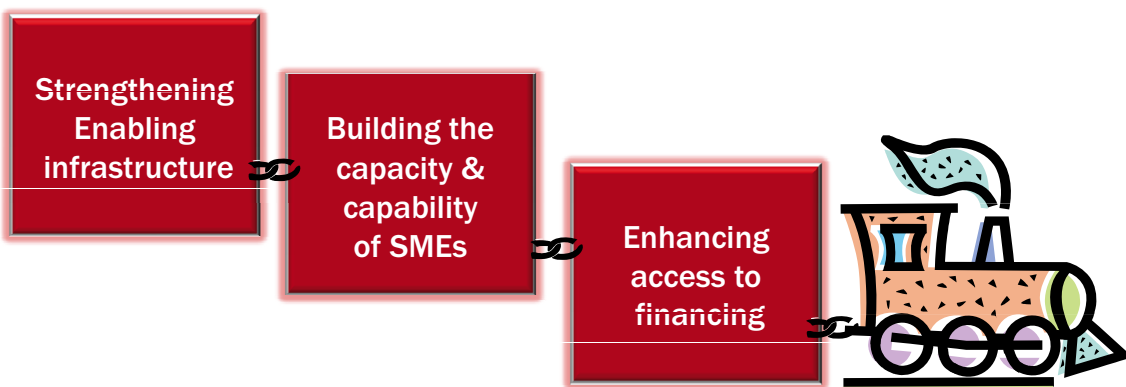 Strengthening
Enabling
infrastructure
Building the
capacity &
capability
of SMEs
Enhancing
access to
financing